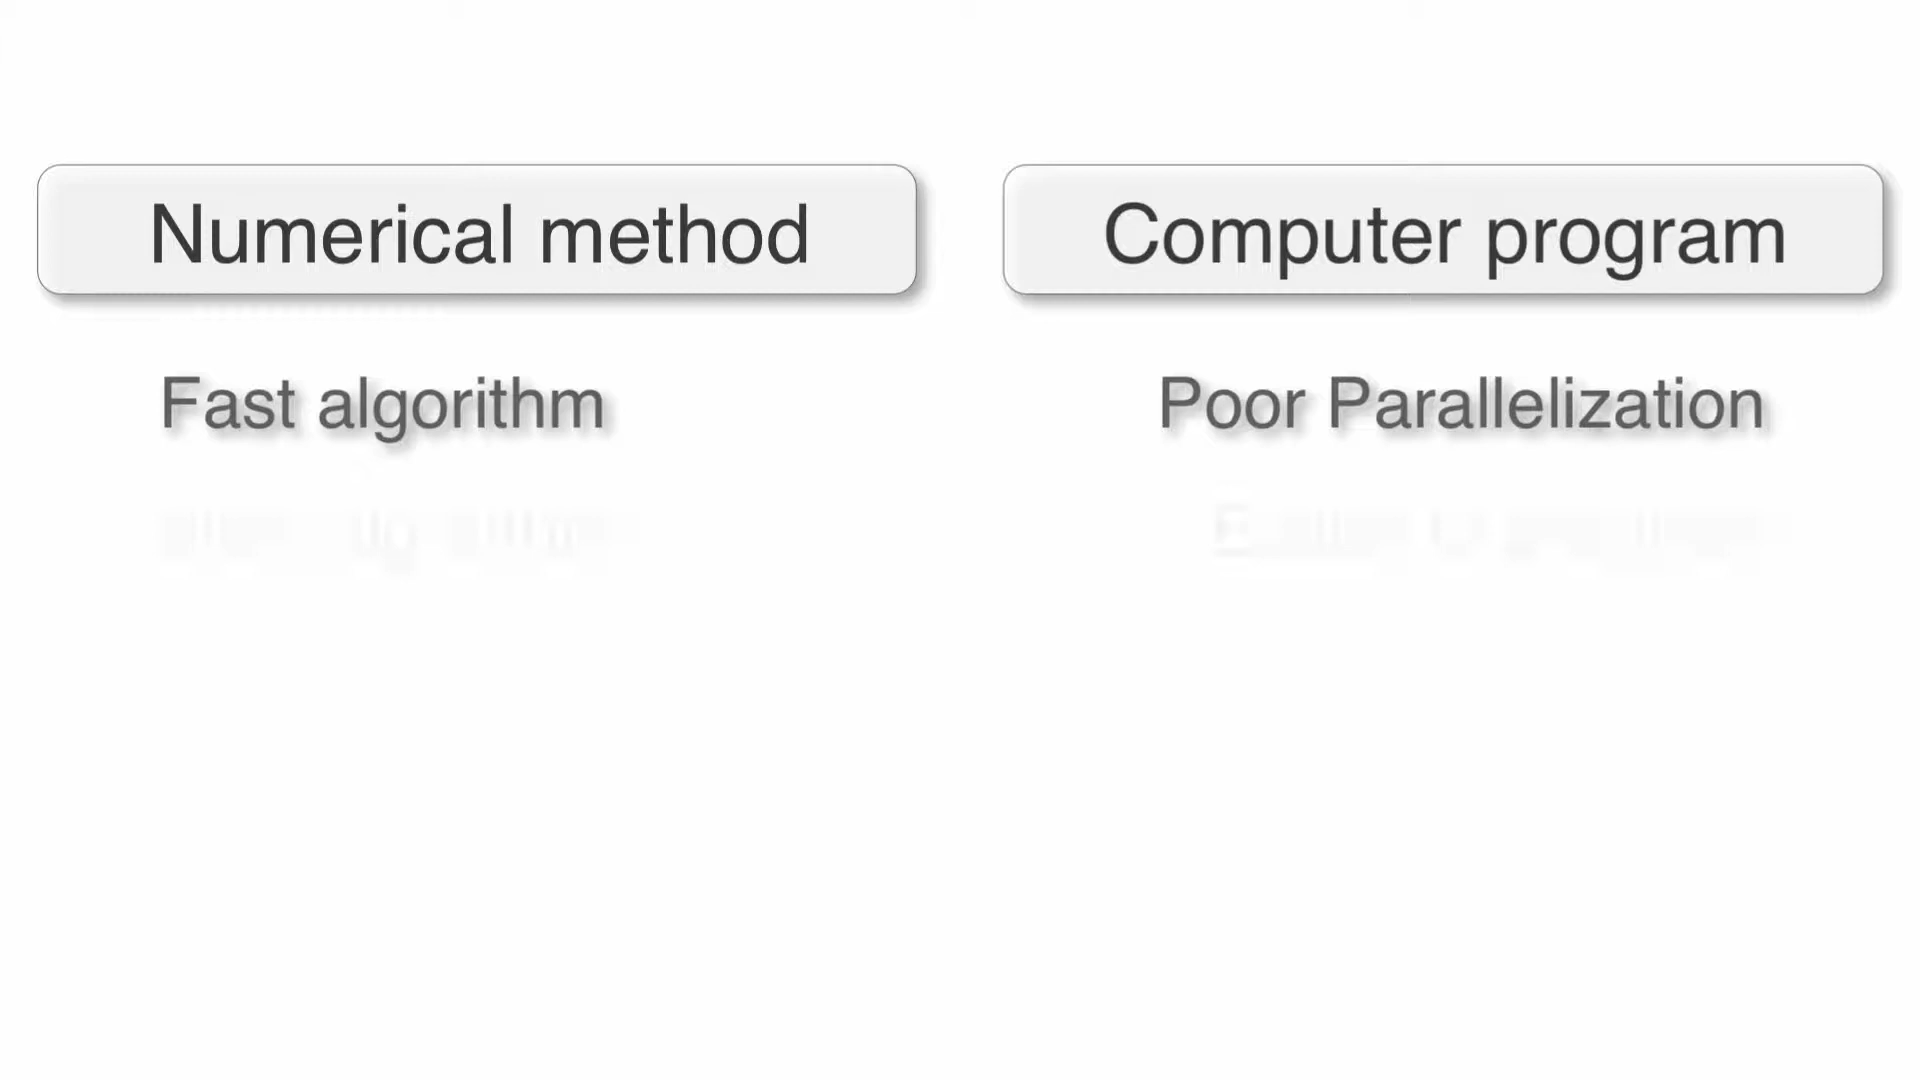 Numerical method
Computer program
Fast algorithm
Poor Parallelization